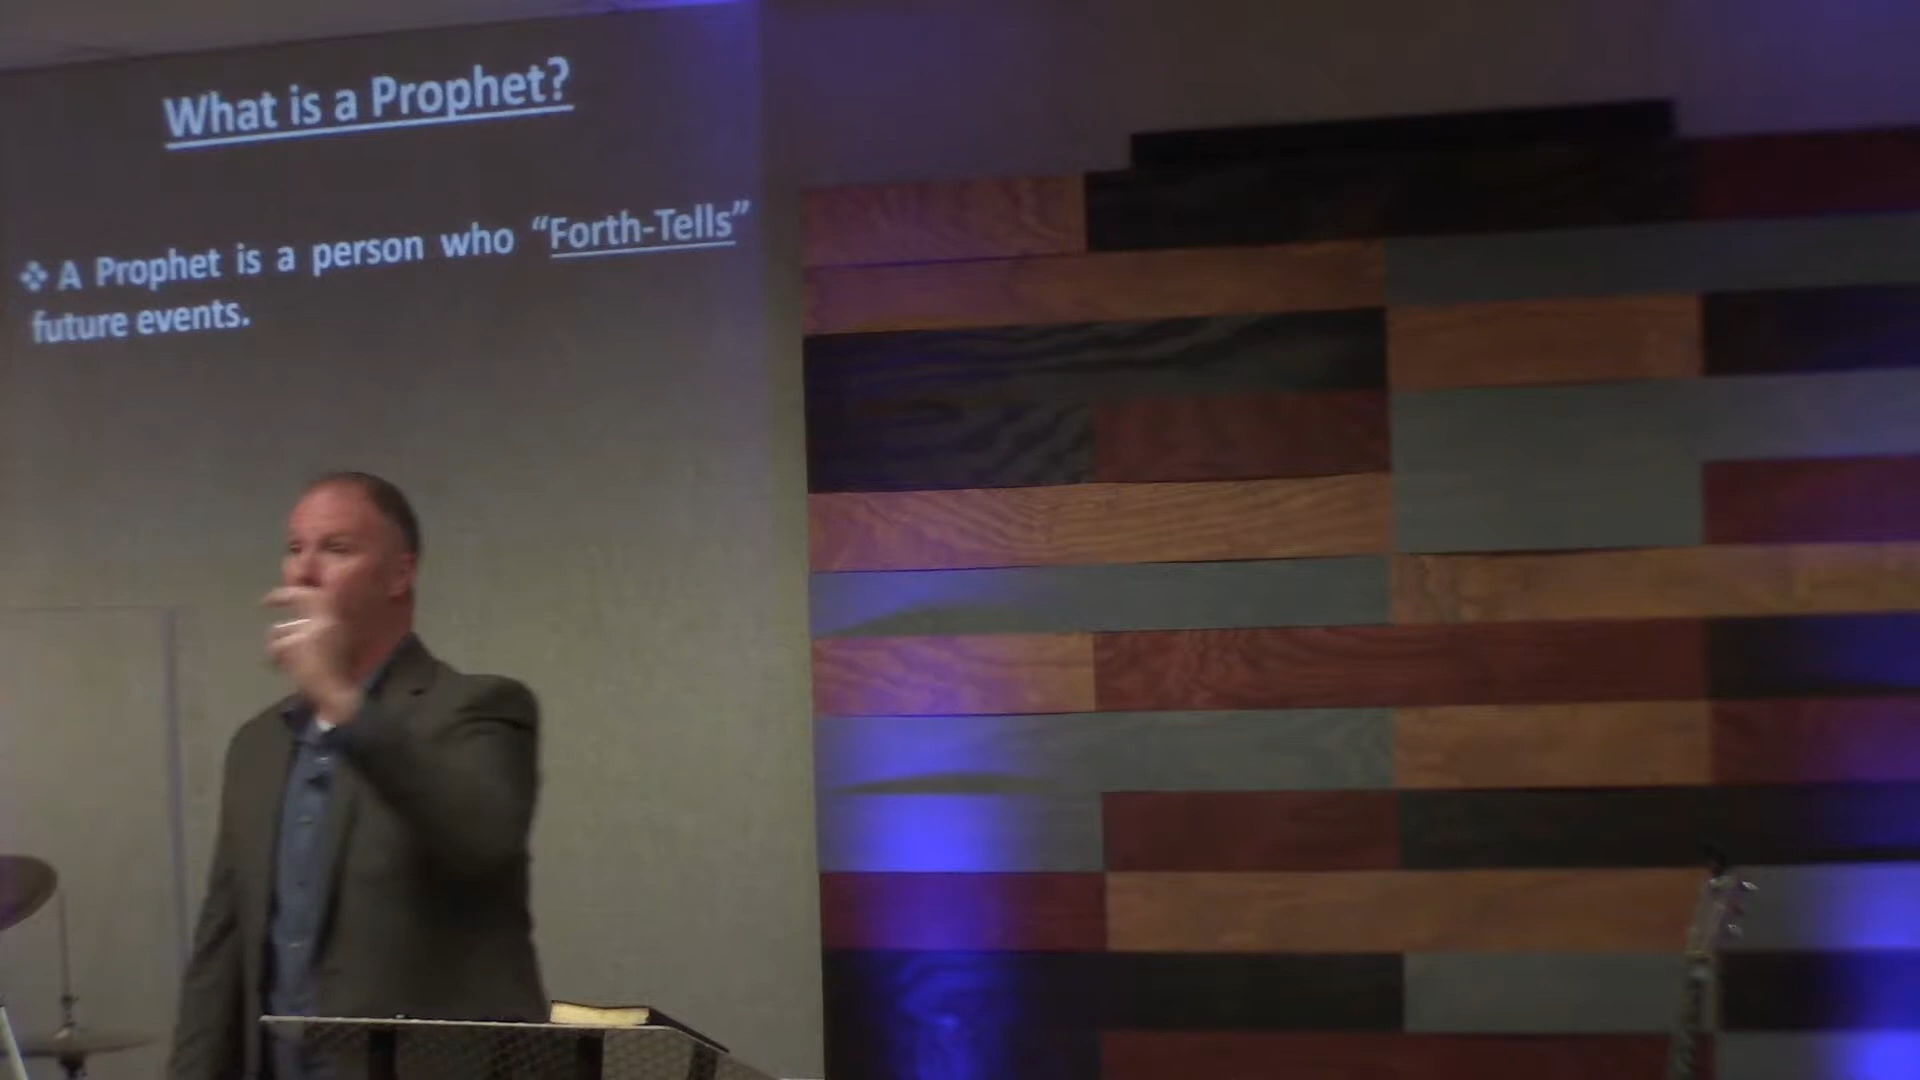 What is a Prophet?
❖ A Prophet is a person who “Forth-Tells”
future events.